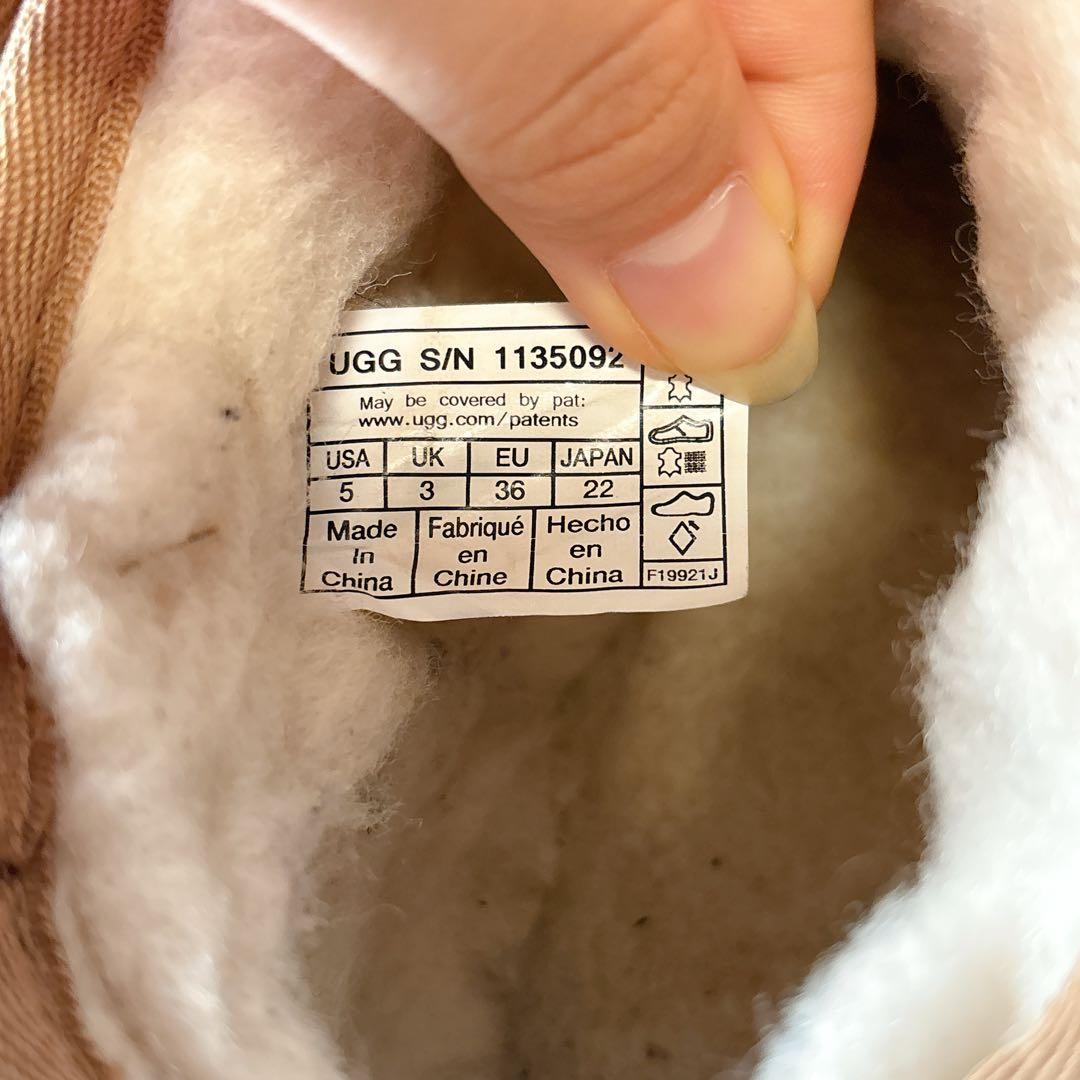 UGG S/N 1135092
May be covered by pat:
www.ugg.com/patents
USA UK EU JAPAN
5 3 36 22
Made In China
Fabriqué en Chine
Hecho en China
F19921J